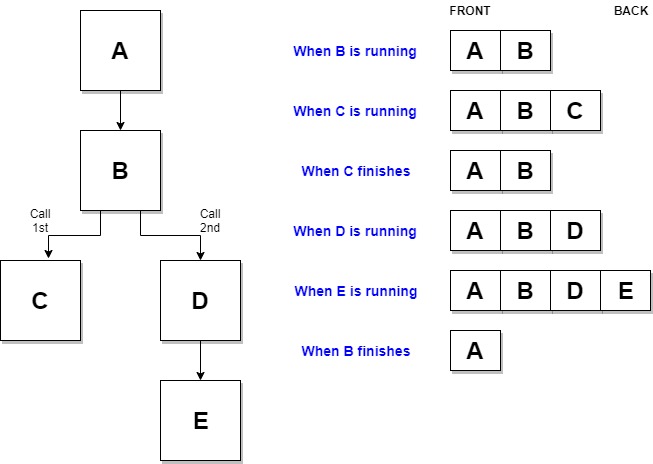 FRONT BACK
A
When B is running A B
When C is running A B C
B
When C finishes A B
Call
1st
Call
2nd
When D is running A B D
C
D
When E is running A B D E
When B finishes A
E